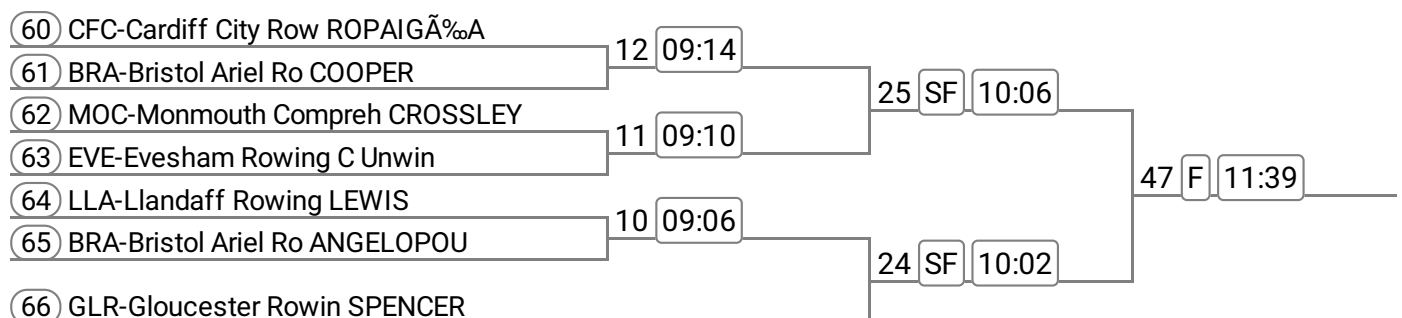 60 CFC-Cardiff City Row ROPAIGÃ‰A
12 09:14
61 BRA-Bristol Ariel Ro COOPER
25 SF 10:06
62 MOC-Monmouth Compreh CROSSLEY
11 09:10
63 EVE-Evesham Rowing C Unwin
47 F 11:39
64 LLA-Llandaff Rowing LEWIS
10 09:06
65 BRA-Bristol Ariel Ro ANGELOPOU
24 SF 10:02
66 GLR-Gloucester Rowin SPENCER